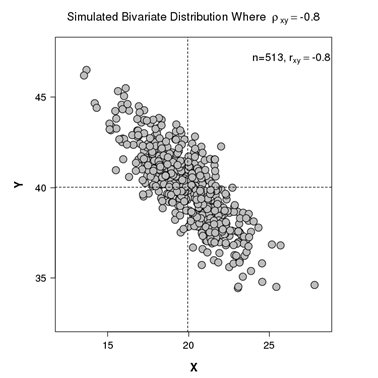 Simulated Bivariate Distribution Where ρxy = -0.8
n=513, rxy = -0.8
45
40
35
Y
15 20 25
X